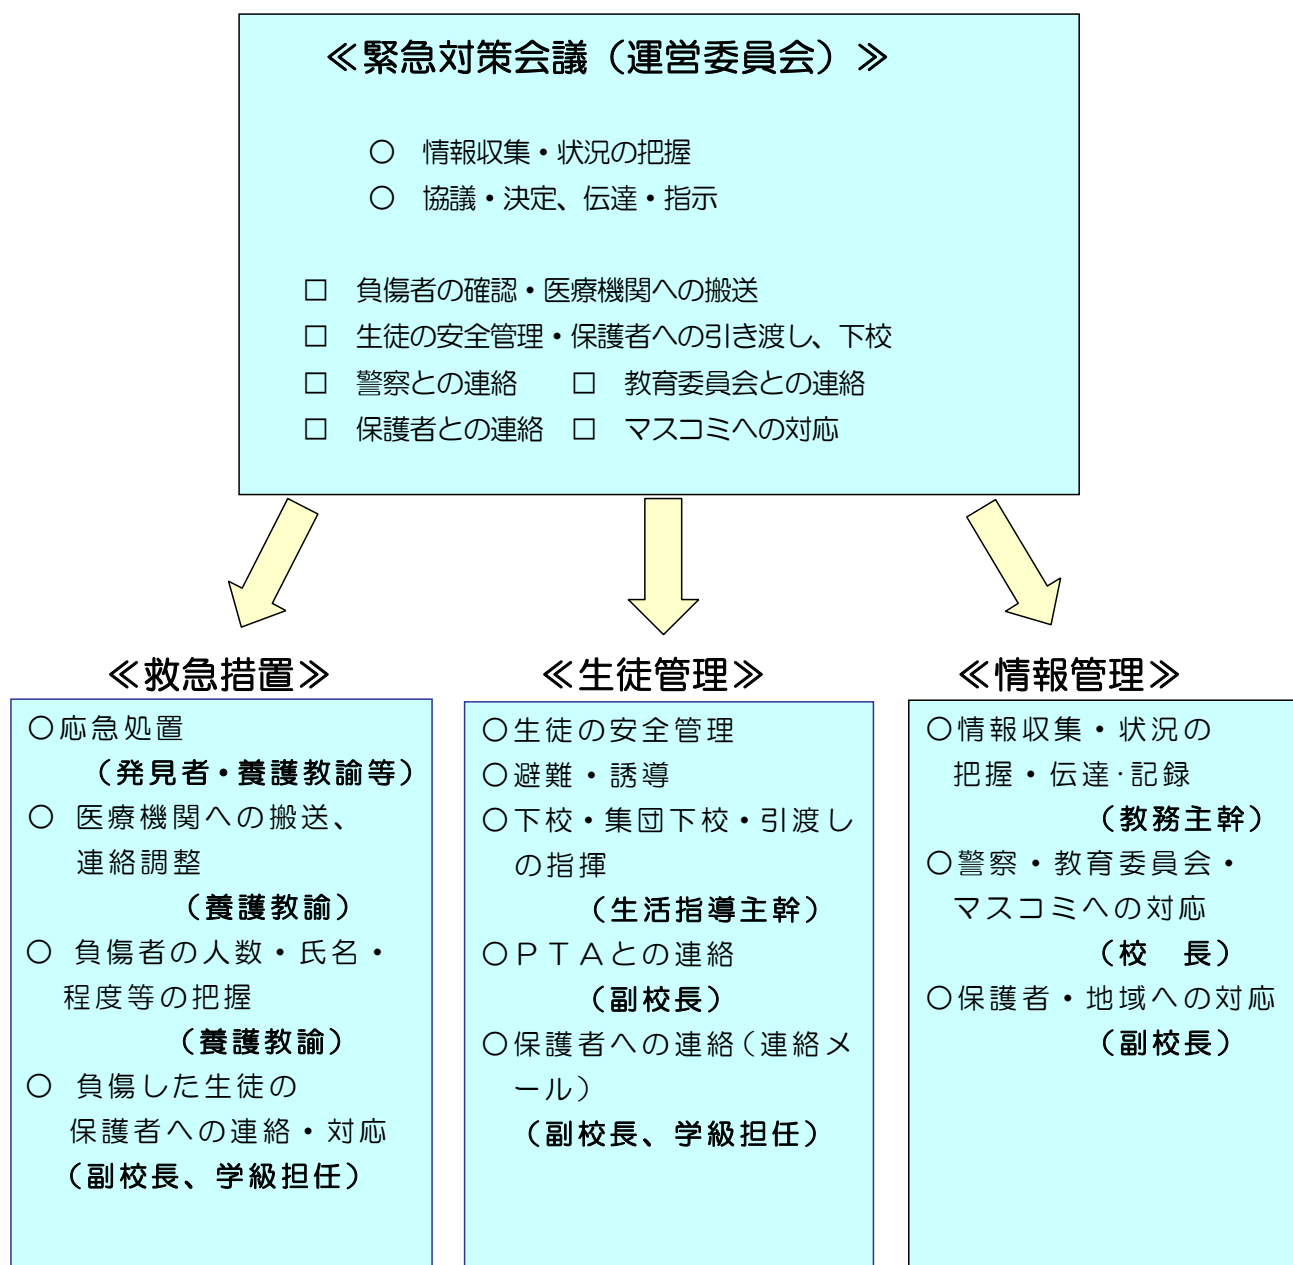 ≪緊急対策会議（運営委員会）≫
○　情報収集・状況の把握
○　協議・決定、伝達・指示
□　負傷者の確認・医療機関への搬送
□　生徒の安全管理・保護者への引き渡し、下校
□　警察との連絡　　□　教育委員会との連絡
□　保護者との連絡　□　マスコミへの対応
≪救急措置≫
○応急処置
（発見者・養護教諭等）
○　医療機関への搬送、
連絡調整
（養護教諭）
○　負傷者の人数・氏名・
程度等の把握
（養護教諭）
○　負傷した生徒の
保護者への連絡・対応
（副校長、学級担任）
≪生徒管理≫
○生徒の安全管理
○避難・誘導
○下校・集団下校・引渡し
の指揮
（生活指導主幹）
○ＰＴＡとの連絡
（副校長）
○保護者への連絡（連絡メ
ール）
（副校長、学級担任）
≪情報管理≫
○情報収集・状況の
把握・伝達・記録
（教務主幹）
○警察・教育委員会・
マスコミへの対応
（校　長）
○保護者・地域への対応
（副校長）